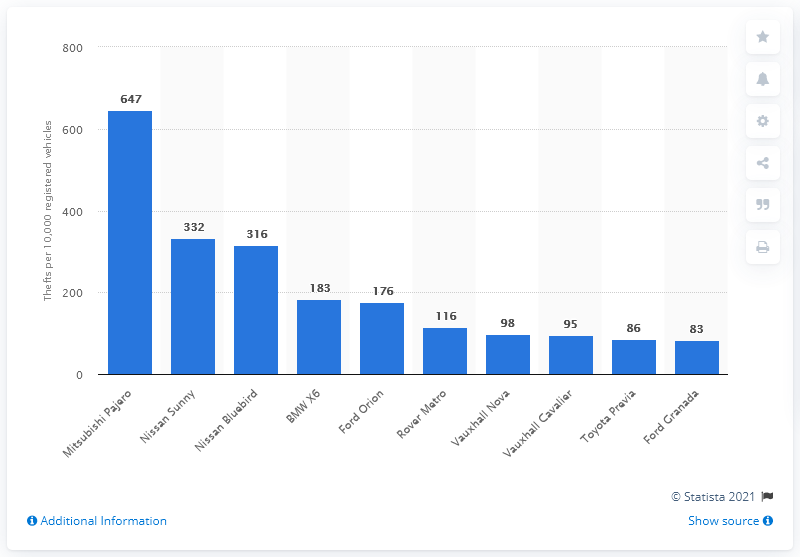 800
600
400
200
0
Thefts per 10,000 registered vehicles
647
332
316
183
176
116
98
95
86
83
Mitsubishi Pajero
Nissan Sunny
Nissan Bluebird
BMW X6
Ford Orion
Rover Metro
Vauxhall Nova
Vauxhall Cavalier
Toyota Previa
Ford Granada
© Statista 2021
Additional Information
Show source